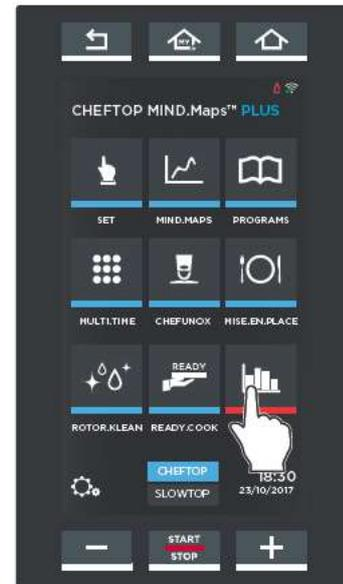 MY
CHEFTOP MIND.Maps™ PLUS
SET
MIND.MAPS
PROGRAMS
MULTI.TIME
CHEFUNOX
MISE.EN.PLACE
READY
ROTOR.KLEAN
READY.COOK
CHEFTOP
SLOWTOP
18:30
23/10/2017
START
STOP